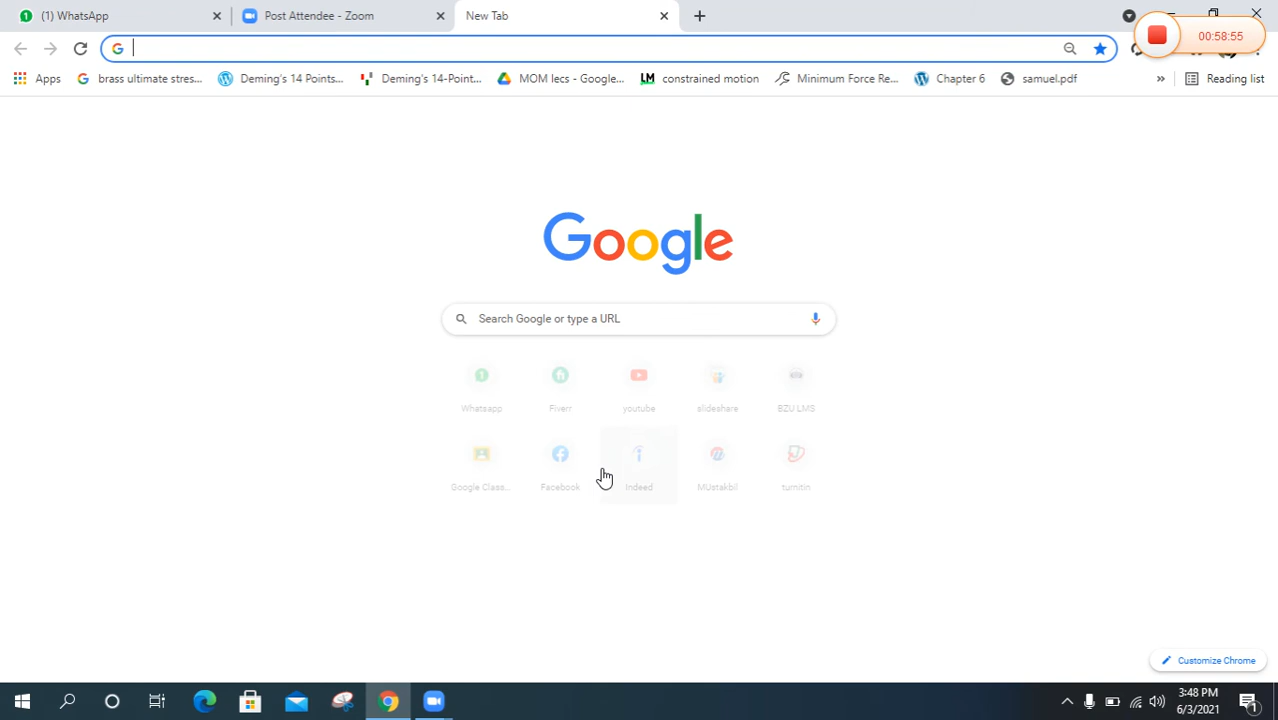 (1) WhatsApp
Post Attendee - Zoom
New Tab
00:58:55
Apps
brass ultimate stres...
Deming's 14 Points...
Deming's 14-Point...
MOM lecs - Google...
LM constrained motion
Minimum Force Re...
Chapter 6
samuel.pdf
»
Reading list
Google
Search Google or type a URL
Whatsapp
Fiverr
youtube
slideshare
BZU LMS
Google Class...
Facebook
Indeed
MUstakbil
turnitin
Customize Chrome
3:48 PM
6/3/2021
1